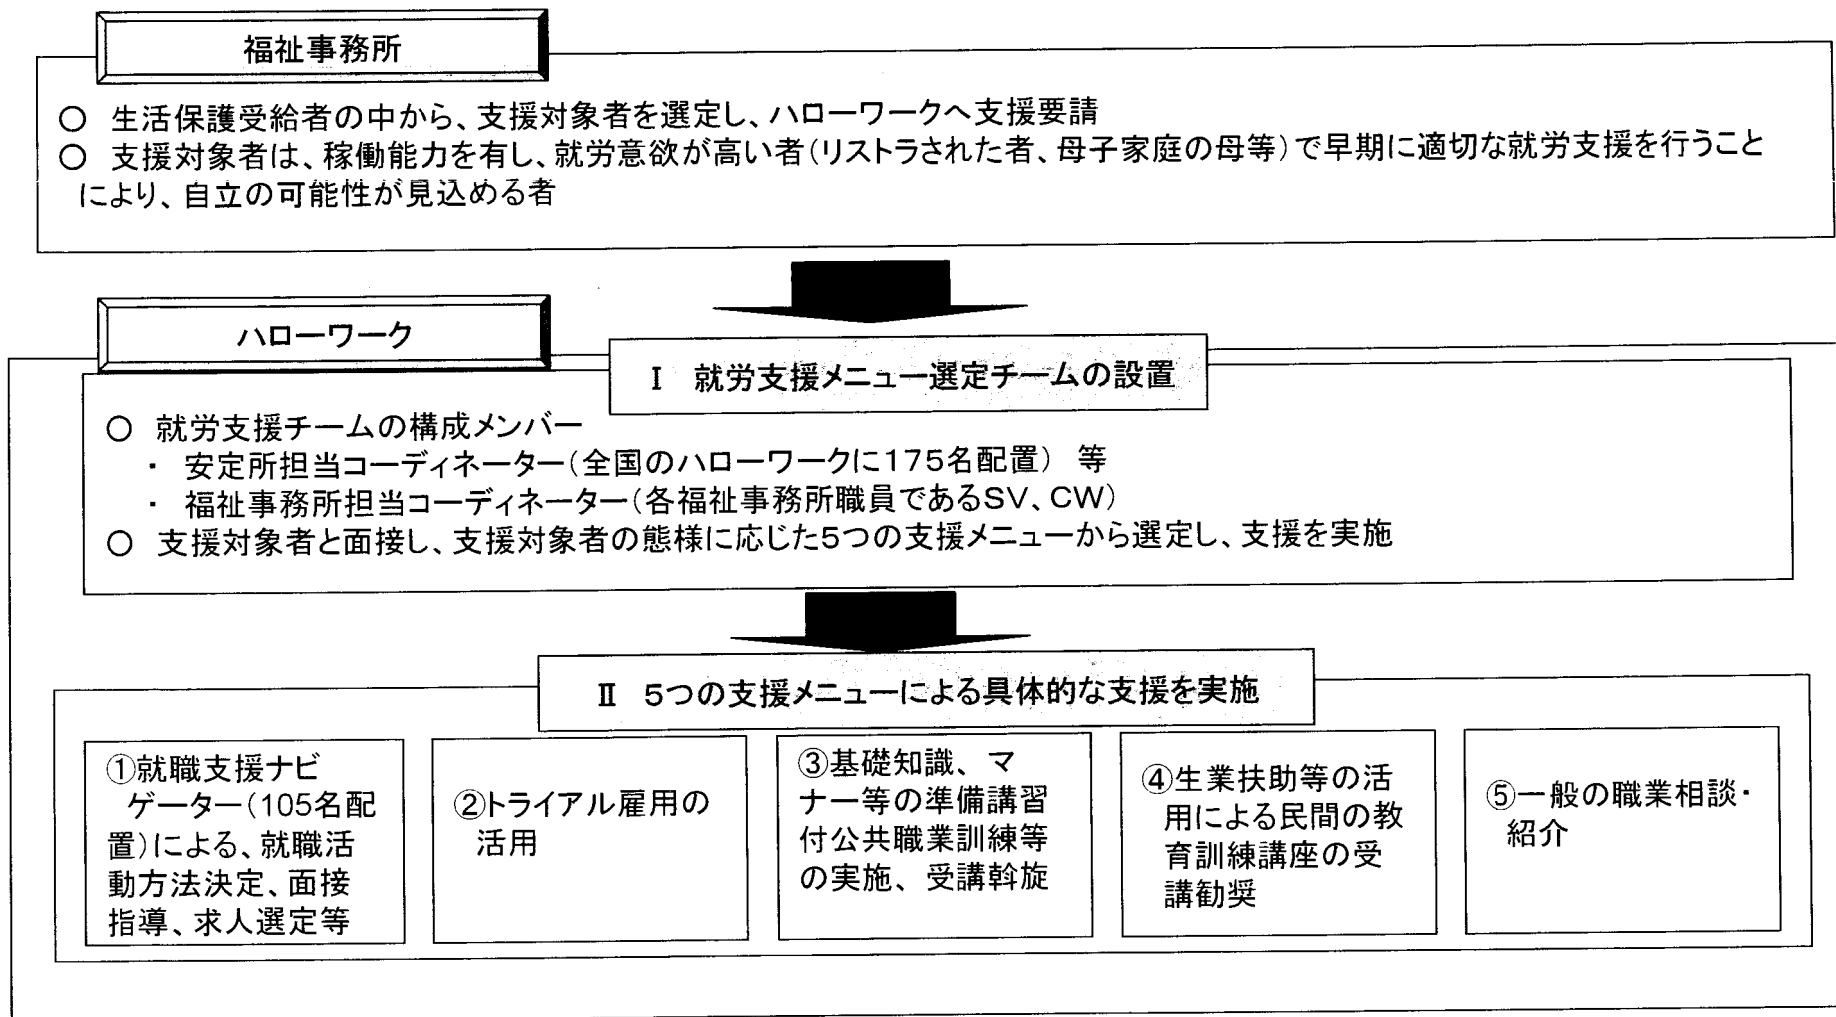 福祉事務所
○ 生活保護受給者の中から、支援対象者を選定し、ハローワークへ支援要請
○ 支援対象者は、稼働能力を有し、就労意欲が高い者(リストラされた者、母子家庭の母等)で早期に適切な就労支援を行うこと
により、自立の可能性が見込める者
ハローワーク
Ⅰ 就労支援メニュー選定チームの設置
○ 就労支援チームの構成メンバー
・ 安定所担当コーディネーター(全国のハローワークに175名配置) 等
・ 福祉事務所担当コーディネーター(各福祉事務所職員であるSV、CW)
○ 支援対象者と面接し、支援対象者の態様に応じた5つの支援メニューから選定し、支援を実施
Ⅱ 5つの支援メニューによる具体的な支援を実施
①就職支援ナビ
ゲーター(105名配
置)による、就職活
動方法決定、面接
指導、求人選定等
②トライアル雇用の
活用
③基礎知識、マ
ナー等の準備講習
付公共職業訓練等
の実施、受講斡旋
④生業扶助等の活
用による民間の教
育訓練講座の受
講勧奨
⑤一般の職業相談・
紹介